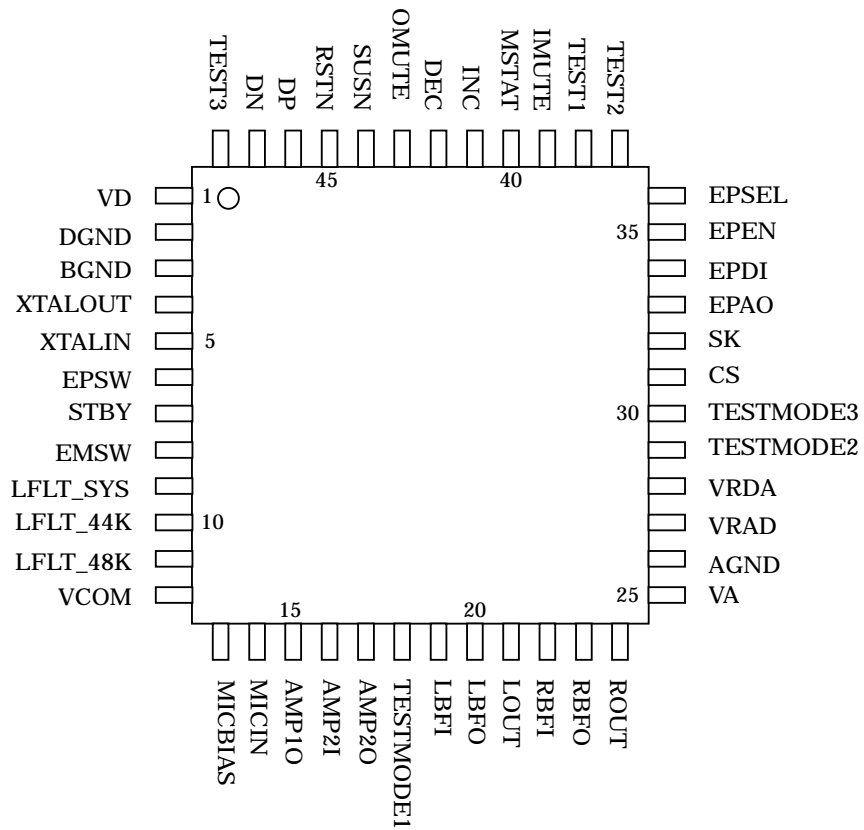 TEST3 DN DP RSTN SUSN OMUTE DEC INC MSTAT IMUTE TEST1 TEST2
45 40
VD 1 EPSEL
DGND 35 EPEN
BGND EPDI
XTALOUT EPAO
XTALIN 5 SK
EPSW CS
STBY 30 TESTMODE3
EMSW TESTMODE2
LFLT_SYS VRDA
LFLT_44K 10 VRAD
LFLT_48K AGND
VCOM 25 VA
15 20
MICBIAS MICIN AMP1O AMP2I AMP2O TESTMODE1 LBFI LBFO LOUT RBFI RBFO ROUT